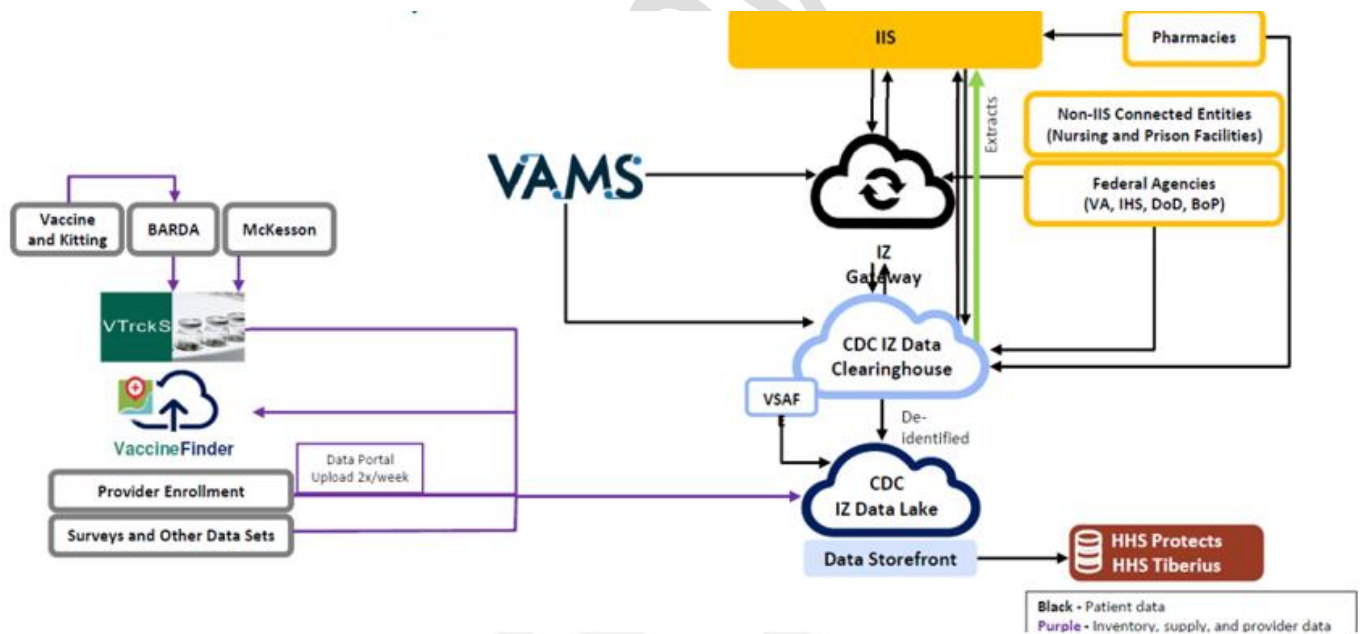 IIS
Pharmacies
Extracts
Non-IIS Connected Entities
(Nursing and Prison Facilities)
VAMS
Federal Agencies
(VA, IHS, DoD, BoP)
Vaccine
and Kitting
BARDA
McKesson
IZ
Gateway
VTrckS
CDC IZ Data
Clearinghouse
VSAF
E
De-
identified
VaccineFinder
Data Portal
Upload 2x/week
Provider Enrollment
CDC
IZ Data Lake
Surveys and Other Data Sets
Data Storefront
HHS Protects
HHS Tiberius
Black - Patient data
Purple - Inventory, supply, and provider data